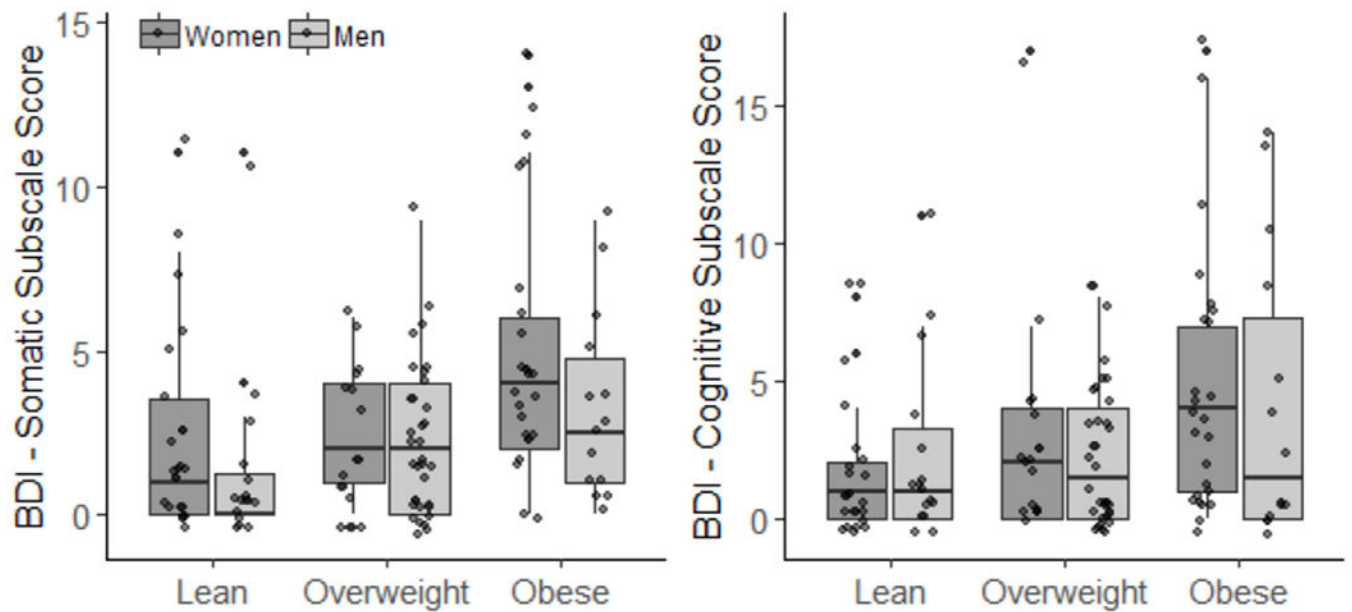 BDI - Somatic Subscale Score
15
10
5
0
Women
Men
Lean
Overweight
Obese
BDI - Cognitive Subscale Score
15
10
5
0
Lean
Overweight
Obese